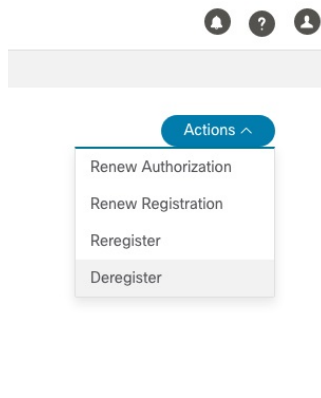 Actions
Renew Authorization
Renew Registration
Reregister
Deregister